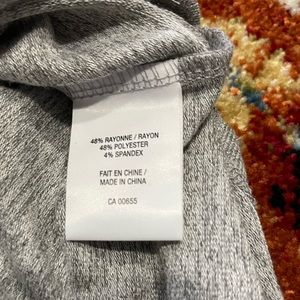 48% RAYONNE / RAYON
48% POLYESTER
4% SPANDEX
FAIT EN CHINE /
MADE IN CHINA
CA 00655